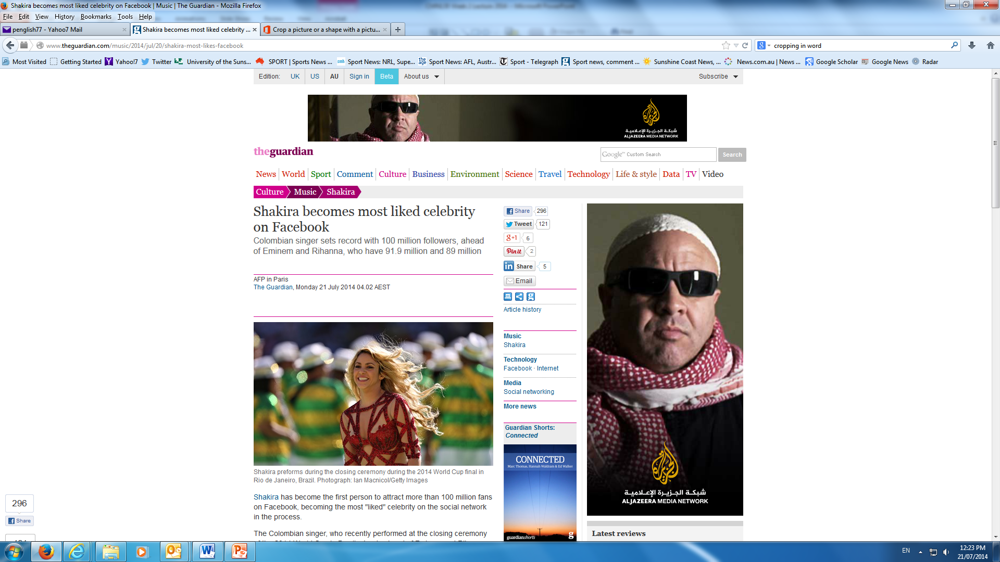 Shakira becomes most liked celebrity on Facebook | Music | The Guardian - Mozilla Firefox
File Edit View History Bookmarks Tools Help
penglish77 - Yahoo7 Mail
Shakira becomes most liked celebrity ...
Crop a picture or a shape with a pictu...
www.theguardian.com/music/2014/jul/20/shakira-most-likes-facebook
cropping in word
Most Visited Getting Started Yahoo!7 Twitter University of the Suns... SPORT | Sports News ... Sport News: NRL, Supe... Sport News: AFL, Austr... Sport - Telegraph Sport news, comment ... Sunshine Coast News, ... News.com.au | News ... Google Scholar Google News Radar
Edition: UK US AU Sign in Beta About us Subscribe
شبكة الجزيرة الإعلامية
ALJAZEERA MEDIA NETWORK
theguardian
Google™ Custom Search
Search
News World Sport Comment Culture Business Environment Science Travel Technology Life & style Data TV Video
Culture Music Shakira
Shakira becomes most liked celebrity
on Facebook
Colombian singer sets record with 100 million followers, ahead
of Eminem and Rihanna, who have 91.9 million and 89 million
AFP in Paris
The Guardian, Monday 21 July 2014 04.02 AEST
Shakira preforms during the closing ceremony during the 2014 World Cup final in
Rio de Janeiro, Brazil. Photograph: Ian Macnicol/Getty Images
Shakira has become the first person to attract more than 100 million fans
on Facebook, becoming the most "liked" celebrity on the social network
in the process.
The Colombian singer, who recently performed at the closing ceremony
Share 296
Tweet 121
g+1 6
Pin it 2
in Share 5
Email
Article history
Music
Shakira
Technology
Facebook · Internet
Media
Social networking
More news
Guardian Shorts:
Connected
CONNECTED
Marc Thomas, Hannah Waldram & Ed Walker
guardianshorts
g
شبكة الجزيرة الإعلامية
ALJAZEERA MEDIA NETWORK
Latest reviews
296
Share
EN
12:23 PM
21/07/2014